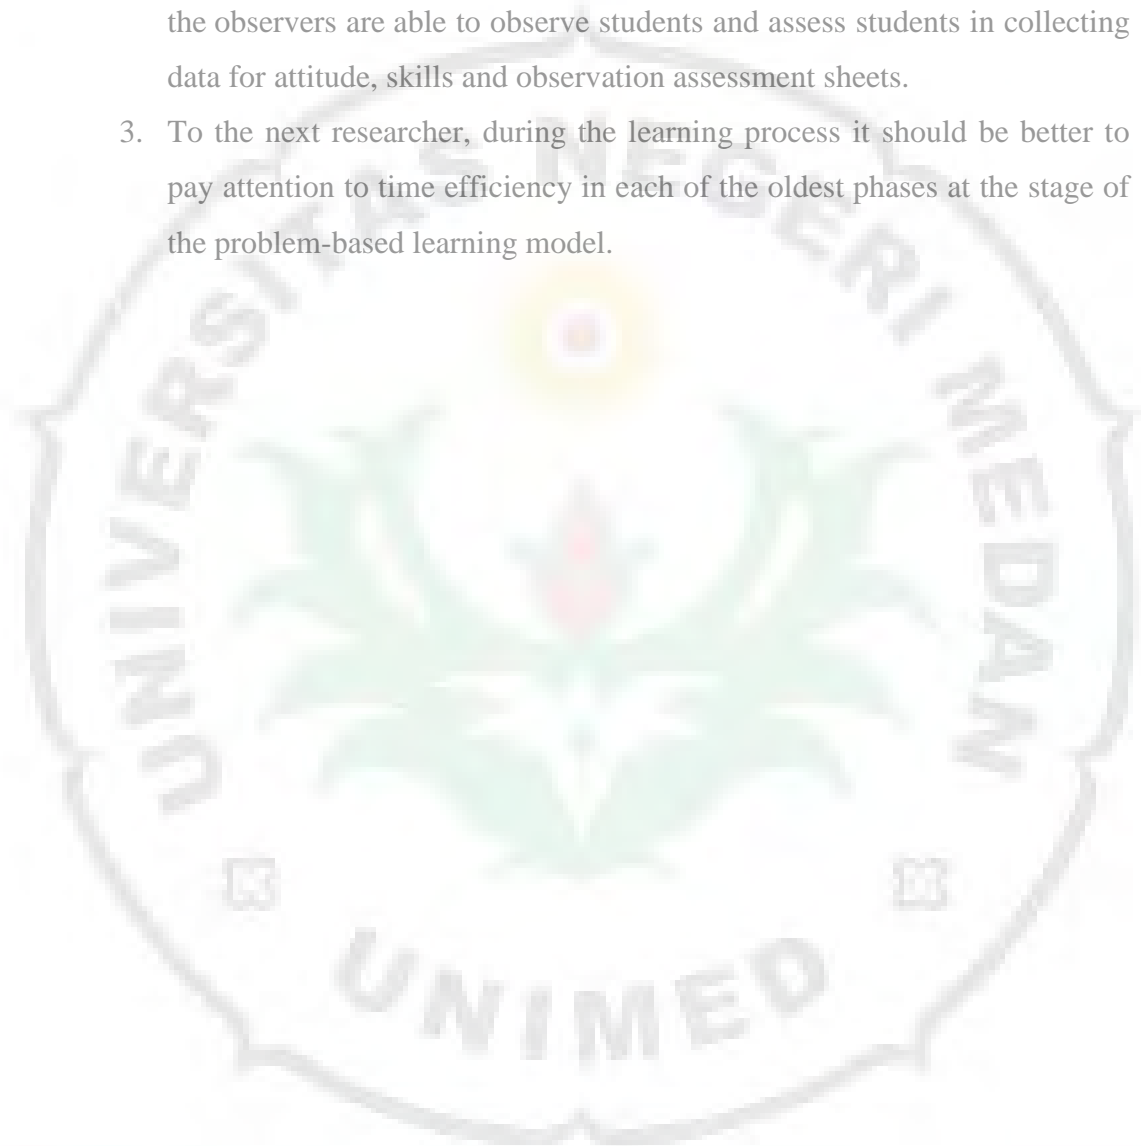 the observers are able to observe students and assess students in collecting
data for attitude, skills and observation assessment sheets.
3. To the next researcher, during the learning process it should be better to
pay attention to time efficiency in each of the oldest phases at the stage of
the problem-based learning model.
UNIVERSITAS NEGERI MEDAN
UNIMED